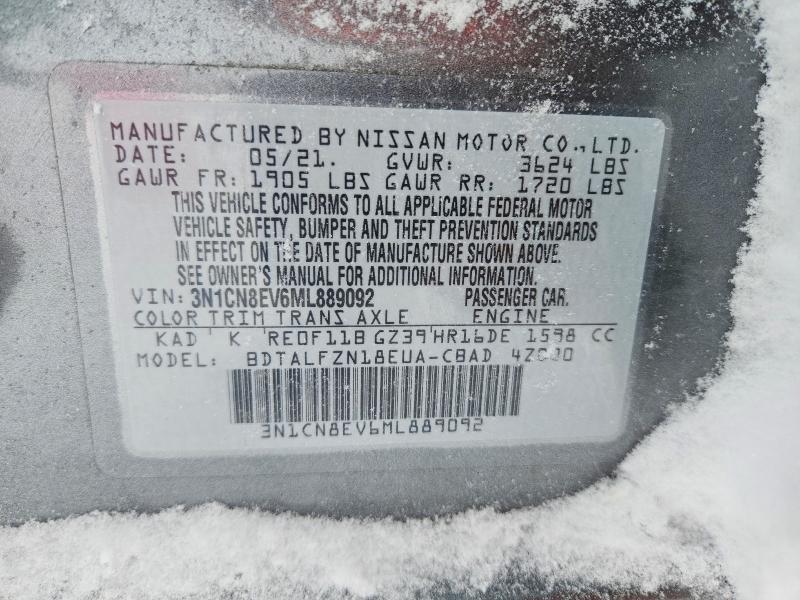 MANUFACTURED BY NISSAN MOTOR CO., LTD.
DATE: 05/21. GVWR: 3624 LBS
GAWR FR: 1905 LBS GAWR RR: 1720 LBS
THIS VEHICLE CONFORMS TO ALL APPLICABLE FEDERAL MOTOR
VEHICLE SAFETY, BUMPER AND THEFT PREVENTION STANDARDS
IN EFFECT ON THE DATE OF MANUFACTURE SHOWN ABOVE.
SEE OWNER'S MANUAL FOR ADDITIONAL INFORMATION.
VIN: 3N1CN8EV6ML889092 PASSENGER CAR.
COLOR TRIM TRANS AXLE ENGINE
KAD K RE0F11B GZ39 HR16DE 1598 CC
MODEL: BDTALFZN18EUA-CBAD
3N1CN8EV6ML889092